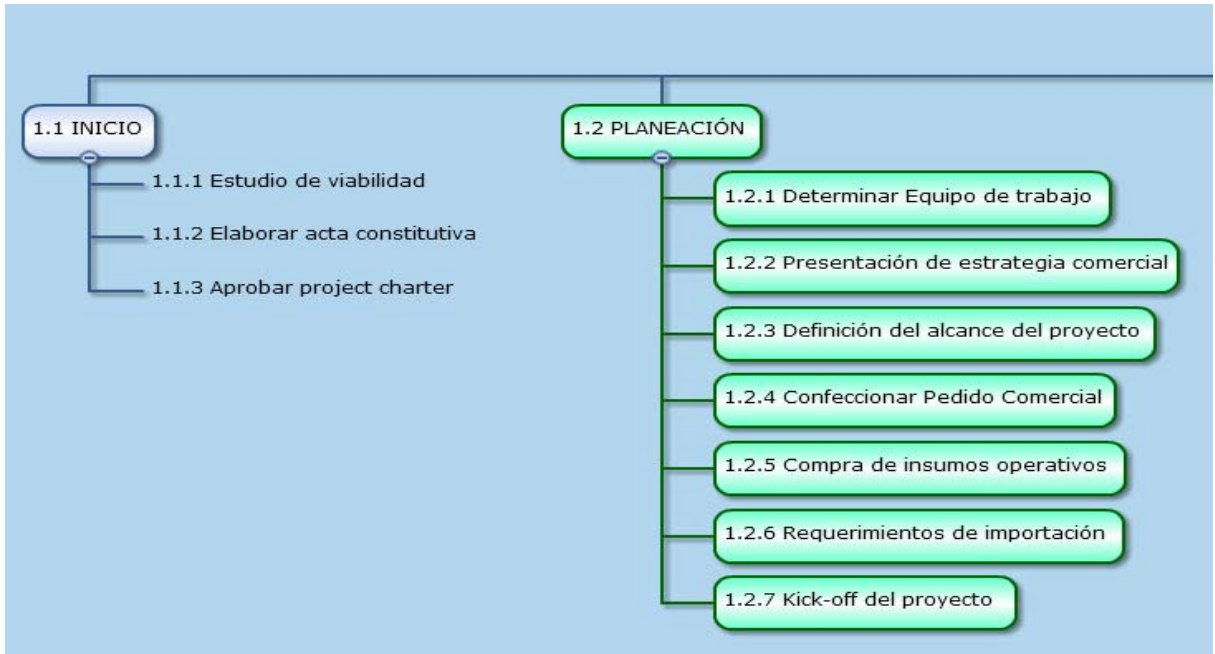 1.1 INICIO
1.1.1 Estudio de viabilidad
1.1.2 Elaborar acta constitutiva
1.1.3 Aprobar project charter
1.2 PLANEACIÓN
1.2.1 Determinar Equipo de trabajo
1.2.2 Presentación de estrategia comercial
1.2.3 Definición del alcance del proyecto
1.2.4 Confeccionar Pedido Comercial
1.2.5 Compra de insumos operativos
1.2.6 Requerimientos de importación
1.2.7 Kick-off del proyecto